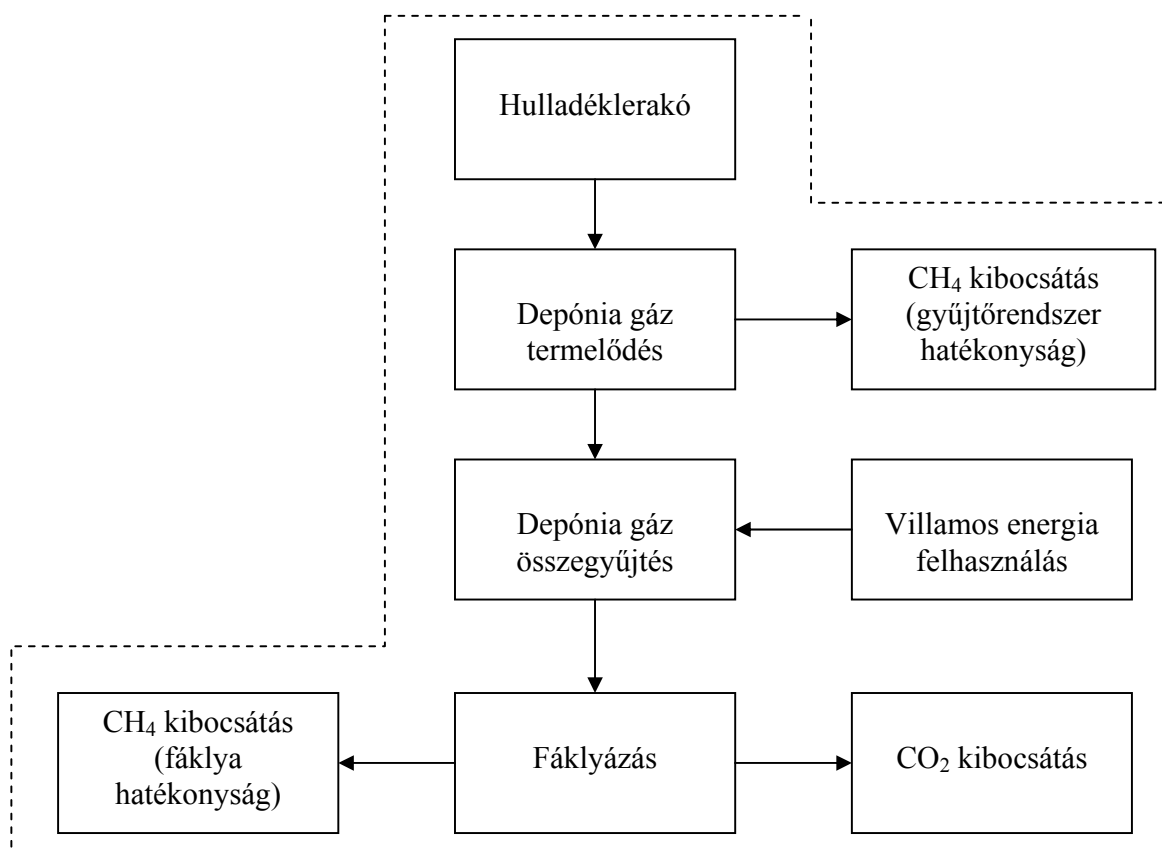 Hulladéklerakó
Depónia gáz
termelődés
CH₄ kibocsátás
(gyűjtőrendszer
hatékonyság)
Depónia gáz
összegyűjtés
Villamos energia
felhasználás
CH₄ kibocsátás
(fáklya
hatékonyság)
Fáklyázás
CO₂ kibocsátás